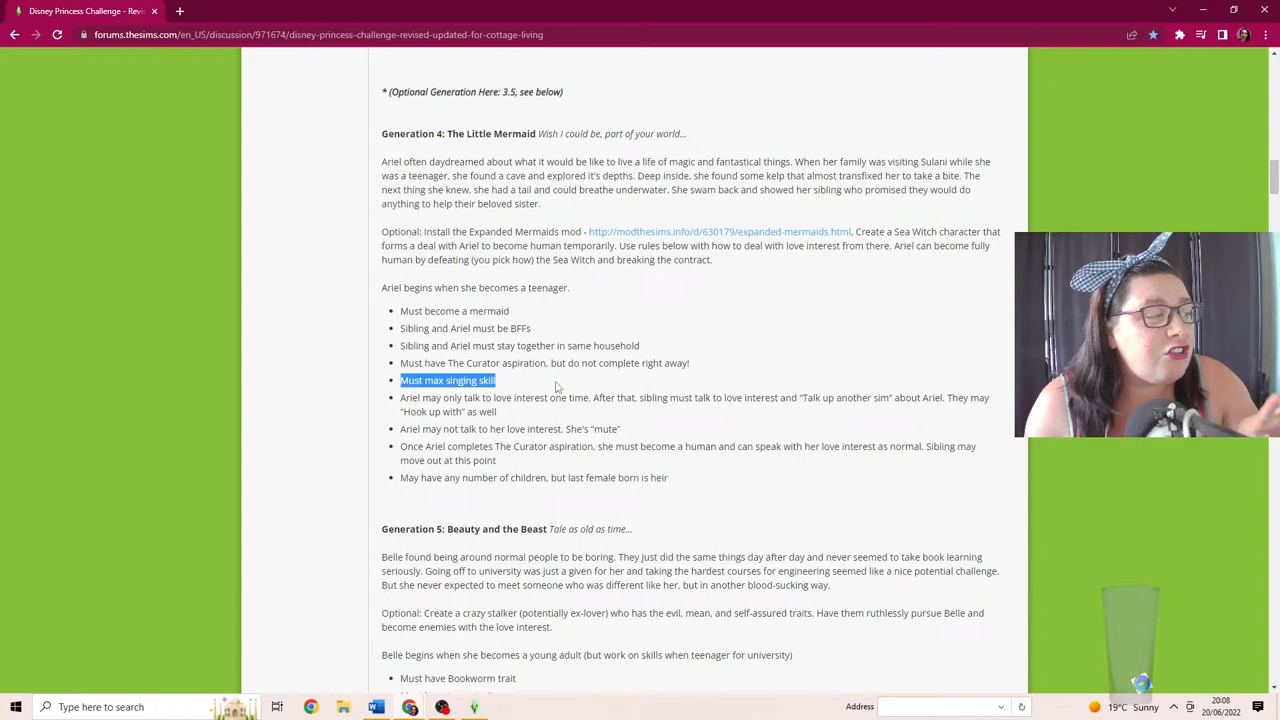 Disney Princess Challenge - Revis
forums.thesims.com/en_US/discussion/971674/disney-princess-challenge-revised-updated-for-cottage-living
* (Optional Generation Here: 3.5, see below)
Generation 4: The Little Mermaid Wish I could be, part of your world...
Ariel often daydreamed about what it would be like to live a life of magic and fantastical things. When her family was visiting Sulani while she
was a teenager, she found a cave and explored it's depths. Deep inside, she found some kelp that almost transfixed her to take a bite. The
next thing she knew, she had a tail and could breathe underwater. She swam back and showed her sibling who promised they would do
anything to help their beloved sister.
Optional: Install the Expanded Mermaids mod - http://modthesims.info/d/630179/expanded-mermaids.html. Create a Sea Witch character that
forms a deal with Ariel to become human temporarily. Use rules below with how to deal with love interest from there. Ariel can become fully
human by defeating (you pick how) the Sea Witch and breaking the contract.
Ariel begins when she becomes a teenager.
• Must become a mermaid
• Sibling and Ariel must be BFFs
• Sibling and Ariel must stay together in same household
• Must have The Curator aspiration, but do not complete right away!
• Must max singing skill
• Ariel may only talk to love interest one time. After that, sibling must talk to love interest and “Talk up another sim” about Ariel. They may
“Hook up with” as well
• Ariel may not talk to her love interest. She's “mute”
• Once Ariel completes The Curator aspiration, she must become a human and can speak with her love interest as normal. Sibling may
move out at this point
• May have any number of children, but last female born is heir
Generation 5: Beauty and the Beast Tale as old as time...
Belle found being around normal people to be boring. They just did the same things day after day and never seemed to take book learning
seriously. Going off to university was just a given for her and taking the hardest courses for engineering seemed like a nice potential challenge.
But she never expected to meet someone who was different like her, but in another blood-sucking way.
Optional: Create a crazy stalker (potentially ex-lover) who has the evil, mean, and self-assured traits. Have them ruthlessly pursue Belle and
become enemies with the love interest.
Belle begins when she becomes a young adult (but work on skills when teenager for university)
• Must have Bookworm trait
Type here to search
Address
19°C Sunny
20:08
20/06/2022